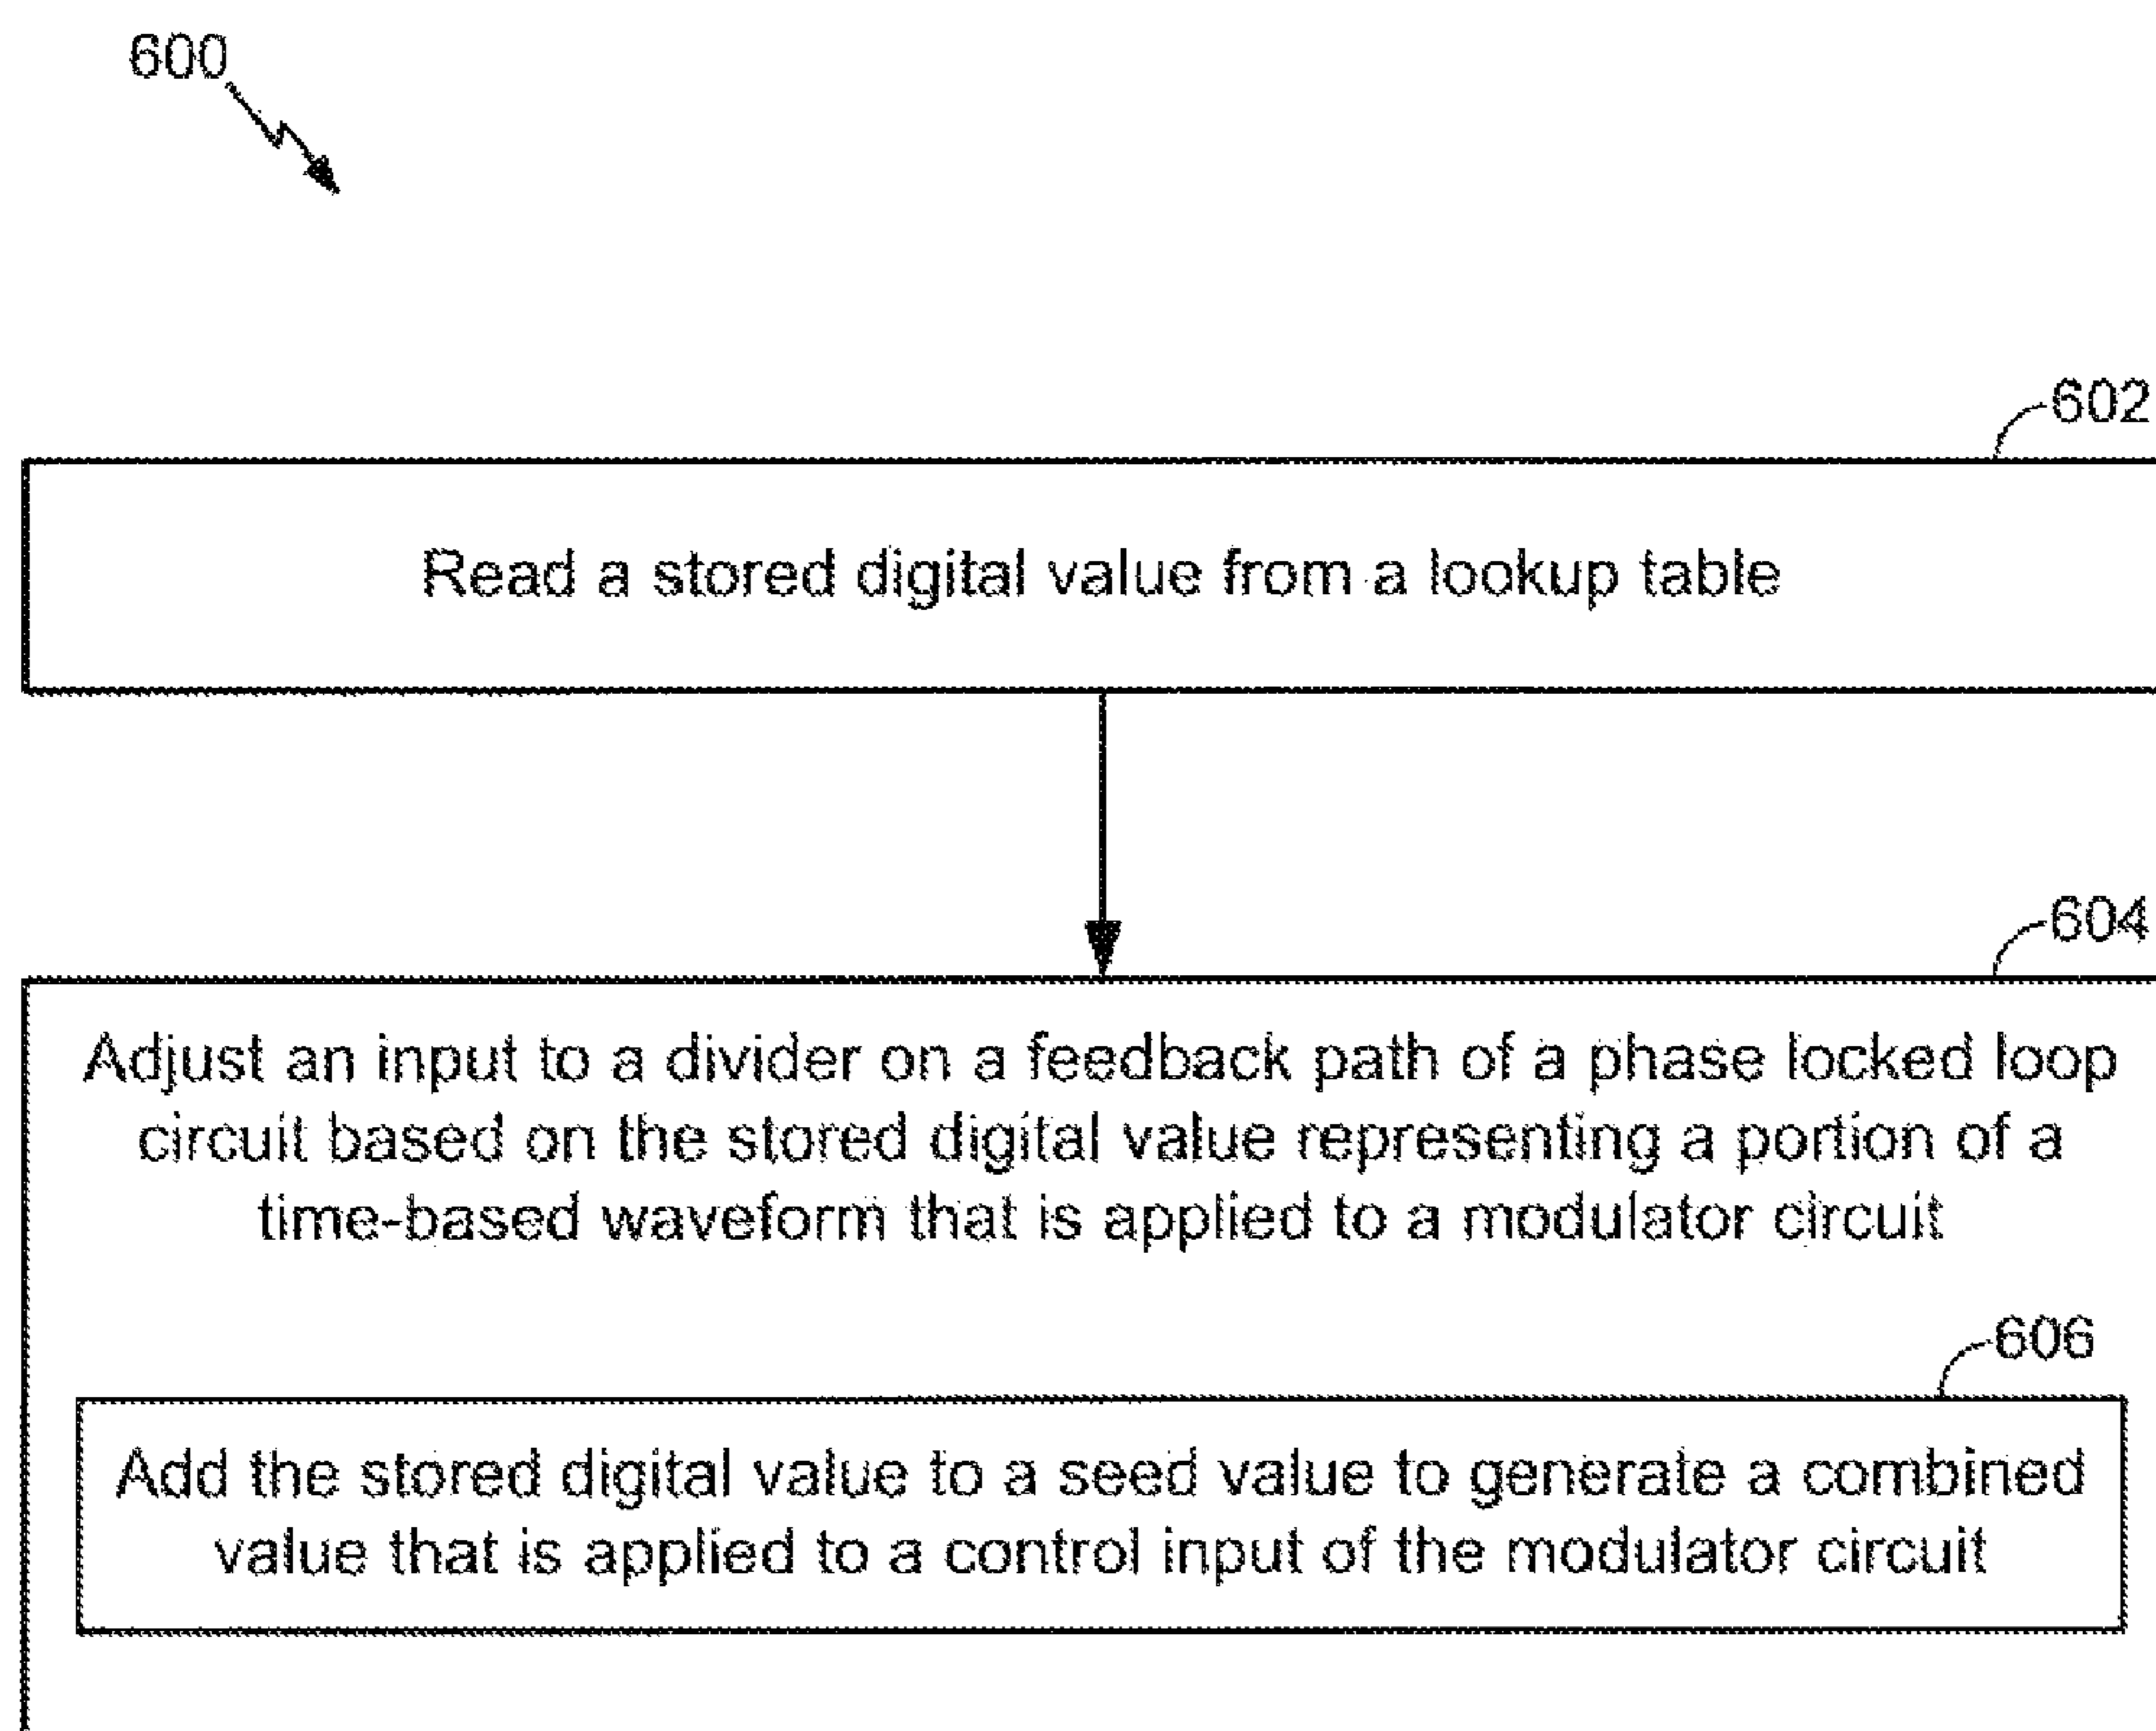 600
602
Read a stored digital value from a lookup table
604
Adjust an input to a divider on a feedback path of a phase locked loop
circuit based on the stored digital value representing a portion of a
time-based waveform that is applied to a modulator circuit
606
Add the stored digital value to a seed value to generate a combined
value that is applied to a control input of the modulator circuit